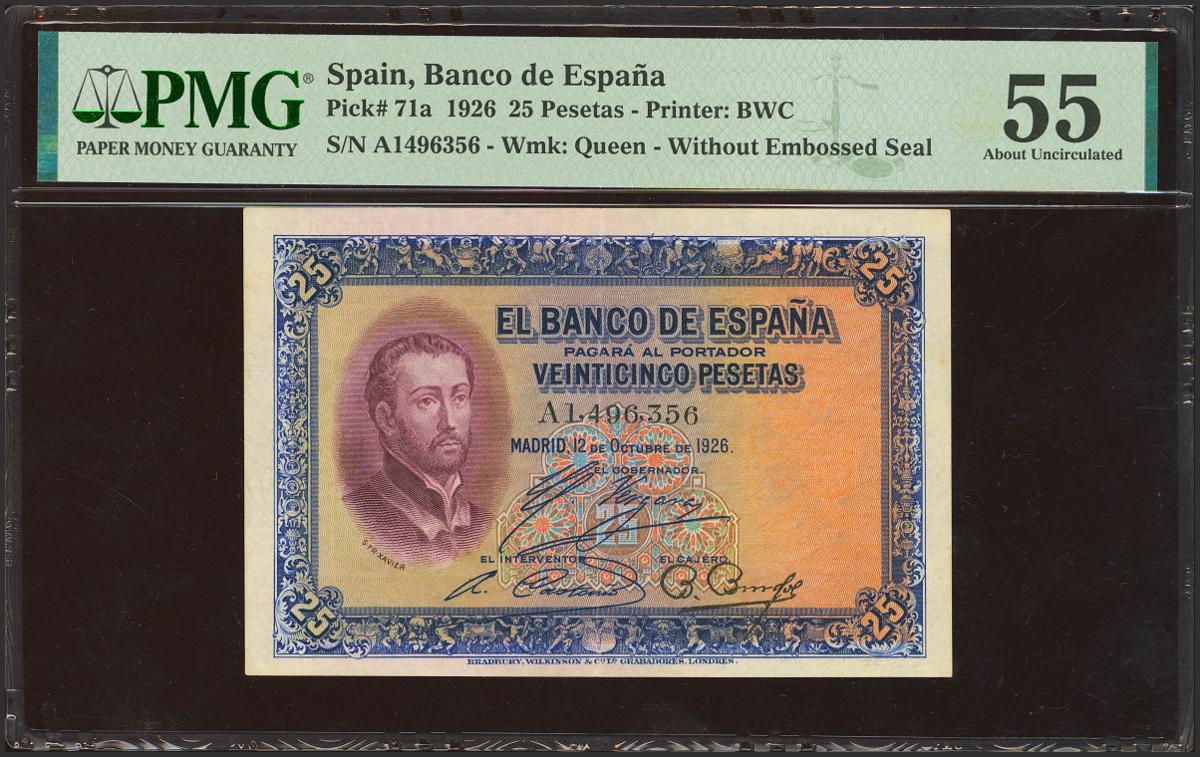 PMG®
PAPER MONEY GUARANTY
Spain, Banco de España
Pick# 71a 1926 25 Pesetas - Printer: BWC
S/N A1496356 - Wmk: Queen - Without Embossed Seal
55
About Uncirculated
25
25
EL BANCO DE ESPAÑA
PAGARÁ AL PORTADOR
VEINTICINCO PESETAS
A1,496,356
MADRID, 12 DE OCTUBRE DE 1926.
EL GOBERNADOR.
S. FR. XAVIER
EL INTERVENTOR,
EL CAJERO,
25
25
BRADBURY, WILKINSON & Cº Lᴰ GRABADORES, LONDRES.